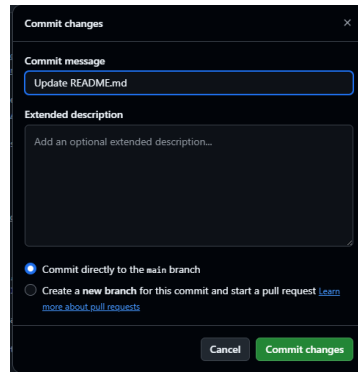 Commit changes
Commit message
Update README.md
Extended description
Add an optional extended description...
Commit directly to the main branch
Create a new branch for this commit and start a pull request Learn
more about pull requests
Cancel
Commit changes